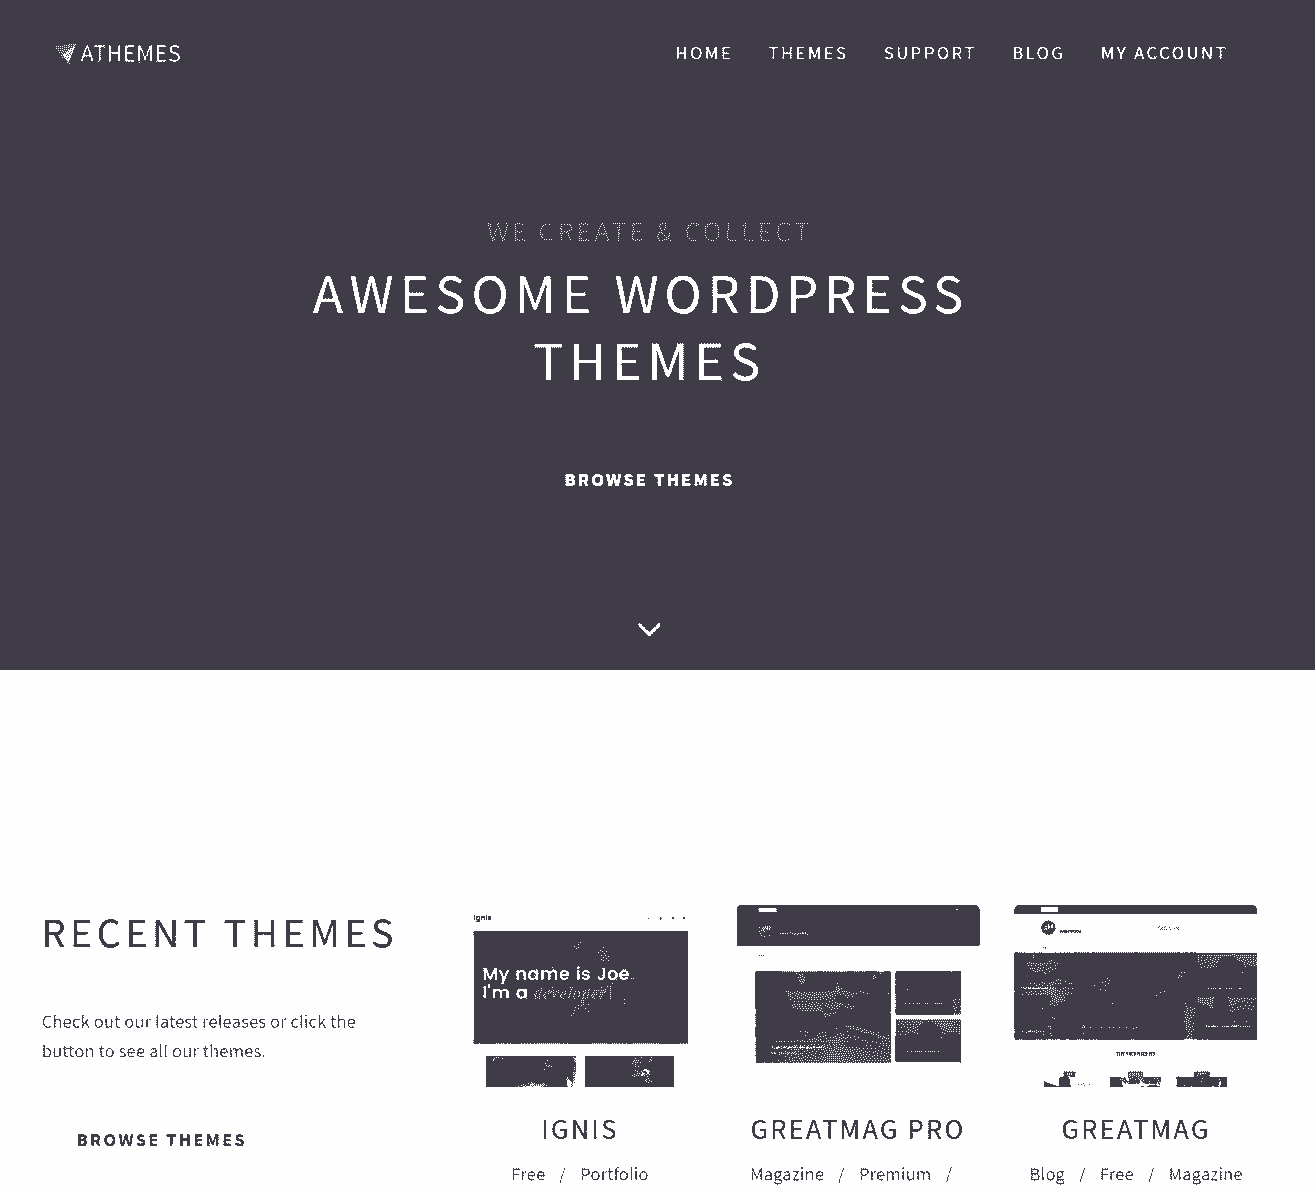 ATHEMES
HOME THEMES SUPPORT BLOG MY ACCOUNT
WE CREATE & COLLECT
AWESOME WORDPRESS
THEMES
BROWSE THEMES
RECENT THEMES
Check out our latest releases or click the
button to see all our themes.
BROWSE THEMES
Ignis
My name is Joe.
I'm a developer!
IGNIS
Free / Portfolio
GREATMAG PRO
Magazine / Premium /
GREATMAG
Blog / Free / Magazine